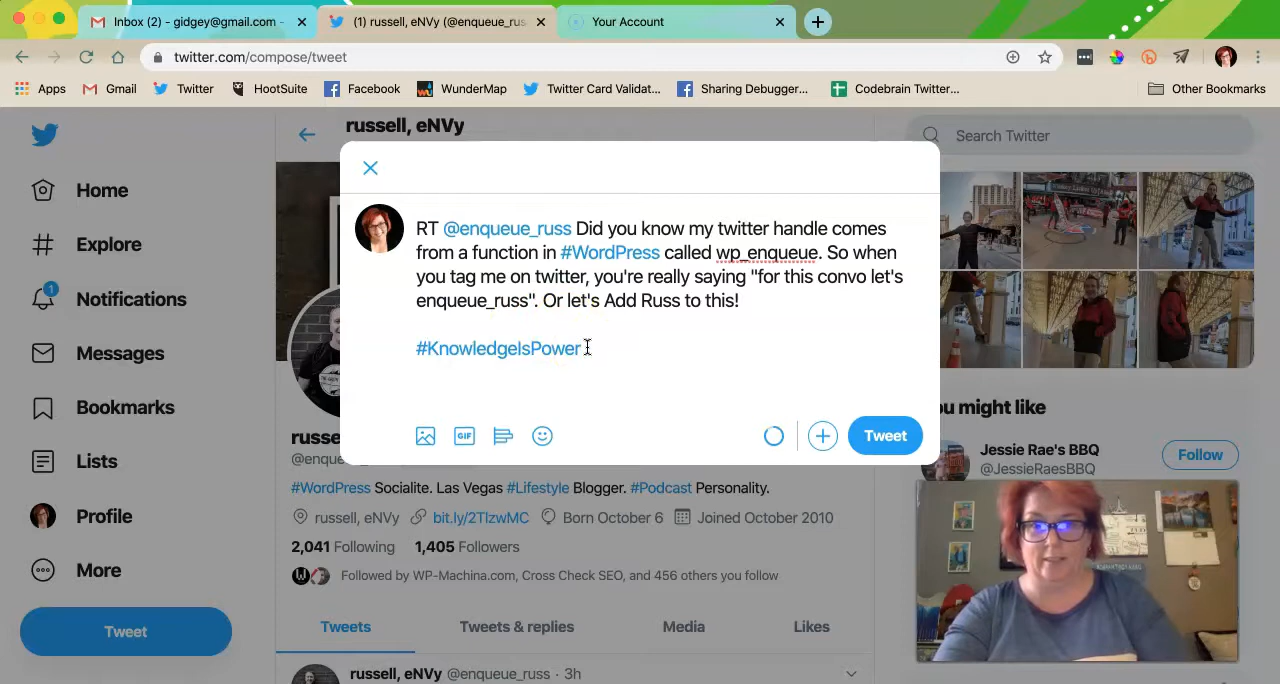 Inbox (2) - gidgey@gmail.com -
(1) russell, eNVy (@enqueue_rus
Your Account
twitter.com/compose/tweet
Apps Gmail Twitter HootSuite Facebook WunderMap Twitter Card Validat... Sharing Debugger... Codebrain Twitter... Other Bookmarks
russell, eNVy
Search Twitter
Home
Explore
1
Notifications
Messages
Bookmarks
Lists
Profile
More
Tweet
RT @enqueue_russ Did you know my twitter handle comes
from a function in #WordPress called wp_enqueue. So when
you tag me on twitter, you're really saying "for this convo let's
enqueue_russ". Or let's Add Russ to this!
#KnowledgeIsPower
GIF
Tweet
russe
@enque
#WordPress Socialite. Las Vegas #Lifestyle Blogger. #Podcast Personality.
russell, eNVy bit.ly/2TIzwMC Born October 6 Joined October 2010
2,041 Following 1,405 Followers
Followed by WP-Machina.com, Cross Check SEO, and 456 others you follow
Tweets Tweets & replies Media Likes
russell, eNVy @enqueue_russ · 3h
ou might like
Jessie Rae's BBQ
@JessieRaesBBQ
Follow